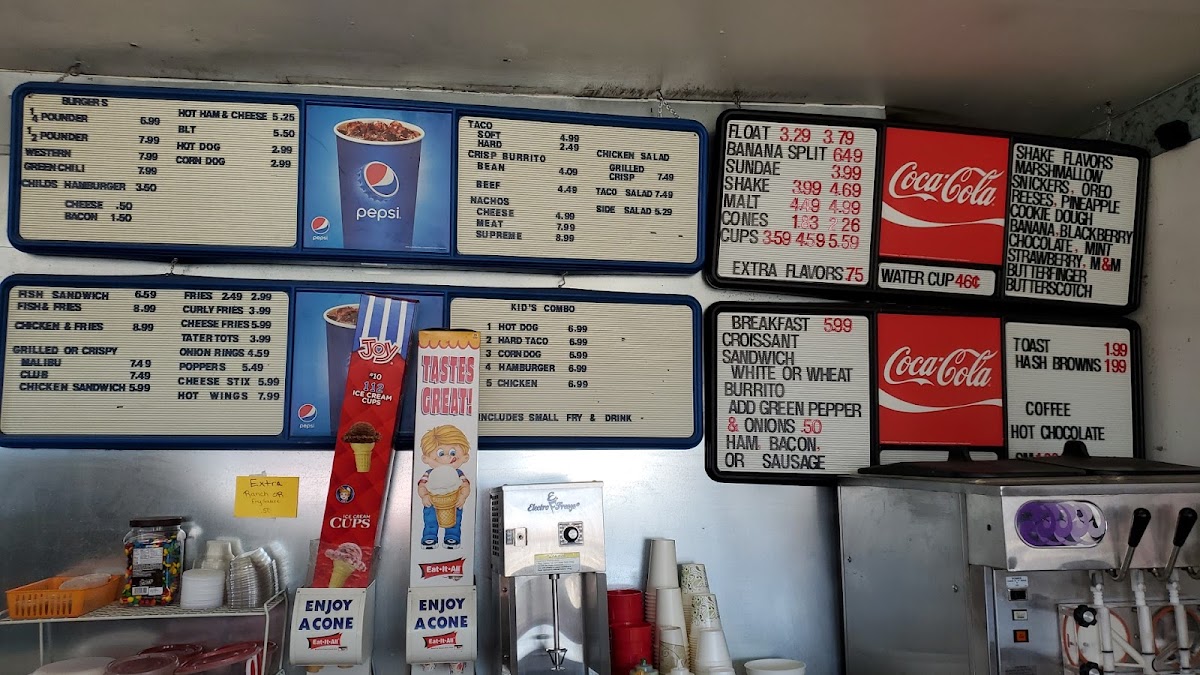 BURGERS
1/4 POUNDER 6.99
1/2 POUNDER 7.99
WESTERN 7.99
GREEN CHILI 7.99
CHILDS HAMBURGER 3.50
CHEESE .50
BACON 1.50
HOT HAM & CHEESE 5.25
BLT 5.50
HOT DOG 2.99
CORN DOG 2.99
pepsi
pepsi
TACO
SOFT 4.99
HARD 2.49
CRISP BURRITO
BEAN 4.09
BEEF 4.49
NACHOS
CHEESE 4.99
MEAT 7.99
SUPREME 8.99
CHICKEN SALAD
GRILLED
CRISP 7.49
TACO SALAD 7.49
SIDE SALAD 5.29
FLOAT 3.29 3.79
BANANA SPLIT 6.49
SUNDAE 3.99
SHAKE 3.99 4.69
MALT 4.49 4.99
CONES 1.83 2.26
CUPS 3.59 4.59 5.59
EXTRA FLAVORS .75
Coca-Cola
WATER CUP 46¢
SHAKE FLAVORS
MARSHMALLOW
SNICKERS, OREO
REESES, PINEAPPLE
COOKIE DOUGH
BANANA, BLACKBERRY
CHOCOLATE, MINT
STRAWBERRY, M&M
BUTTERFINGER
BUTTERSCOTCH
FISH SANDWICH 6.59
FISH & FRIES 8.99
CHICKEN & FRIES 8.99
GRILLED OR CRISPY
MALIBU 7.49
CLUB 7.49
CHICKEN SANDWICH 5.99
FRIES 2.49 2.99
CURLY FRIES 3.99
CHEESE FRIES 5.99
TATER TOTS 3.99
ONION RINGS 4.59
POPPERS 5.49
CHEESE STIX 5.99
HOT WINGS 7.99
pepsi
KID'S COMBO
1 HOT DOG 6.99
2 HARD TACO 6.99
3 CORN DOG 6.99
4 HAMBURGER 6.99
5 CHICKEN 6.99
INCLUDES SMALL FRY & DRINK
BREAKFAST 5.99
CROISSANT
SANDWICH
WHITE OR WHEAT
BURRITO
ADD GREEN PEPPER
& ONIONS .50
HAM, BACON,
OR SAUSAGE
Coca-Cola
TOAST 1.99
HASH BROWNS 1.99
COFFEE
HOT CHOCOLATE
JOY
#10
112
ICE CREAM
CUPS
ICE CREAM
CUPS
ENJOY
A CONE
Eat-It-All
TASTES
GREAT!
Eat-It-All
ENJOY
A CONE
Eat-It-All
Extra
Ranch or
Electro Freeze